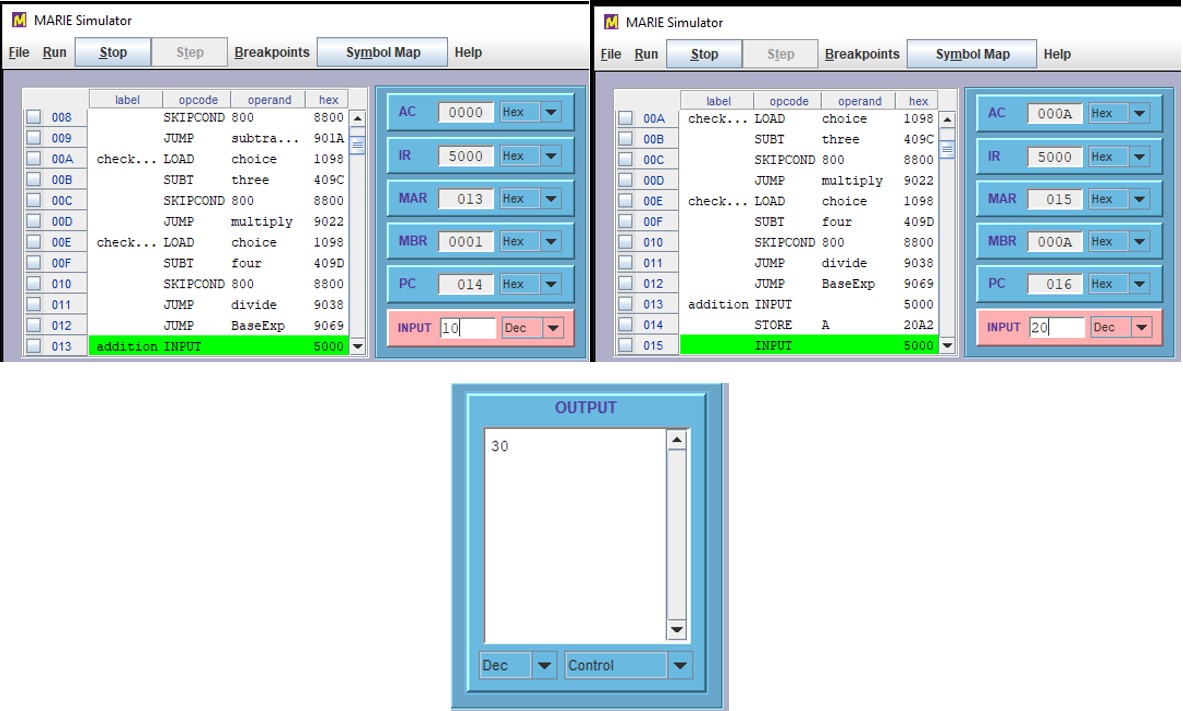 MARIE Simulator
File Run Stop Step Breakpoints Symbol Map Help
label opcode operand hex
008 SKIPCOND 800 8800
009 JUMP subtra... 901A
00A check... LOAD choice 1098
00B SUBT three 409C
00C SKIPCOND 800 8800
00D JUMP multiply 9022
00E check... LOAD choice 1098
00F SUBT four 409D
010 SKIPCOND 800 8800
011 JUMP divide 9038
012 JUMP BaseExp 9069
013 addition INPUT 5000
AC 0000 Hex
IR 5000 Hex
MAR 013 Hex
MBR 0001 Hex
PC 014 Hex
INPUT 10 Dec
MARIE Simulator
File Run Stop Step Breakpoints Symbol Map Help
label opcode operand hex
00A check... LOAD choice 1098
00B SUBT three 409C
00C SKIPCOND 800 8800
00D JUMP multiply 9022
00E check... LOAD choice 1098
00F SUBT four 409D
010 SKIPCOND 800 8800
011 JUMP divide 9038
012 JUMP BaseExp 9069
013 addition INPUT 5000
014 STORE A 20A2
015 INPUT 5000
AC 000A Hex
IR 5000 Hex
MAR 015 Hex
MBR 000A Hex
PC 016 Hex
INPUT 20 Dec
OUTPUT
30
Dec Control